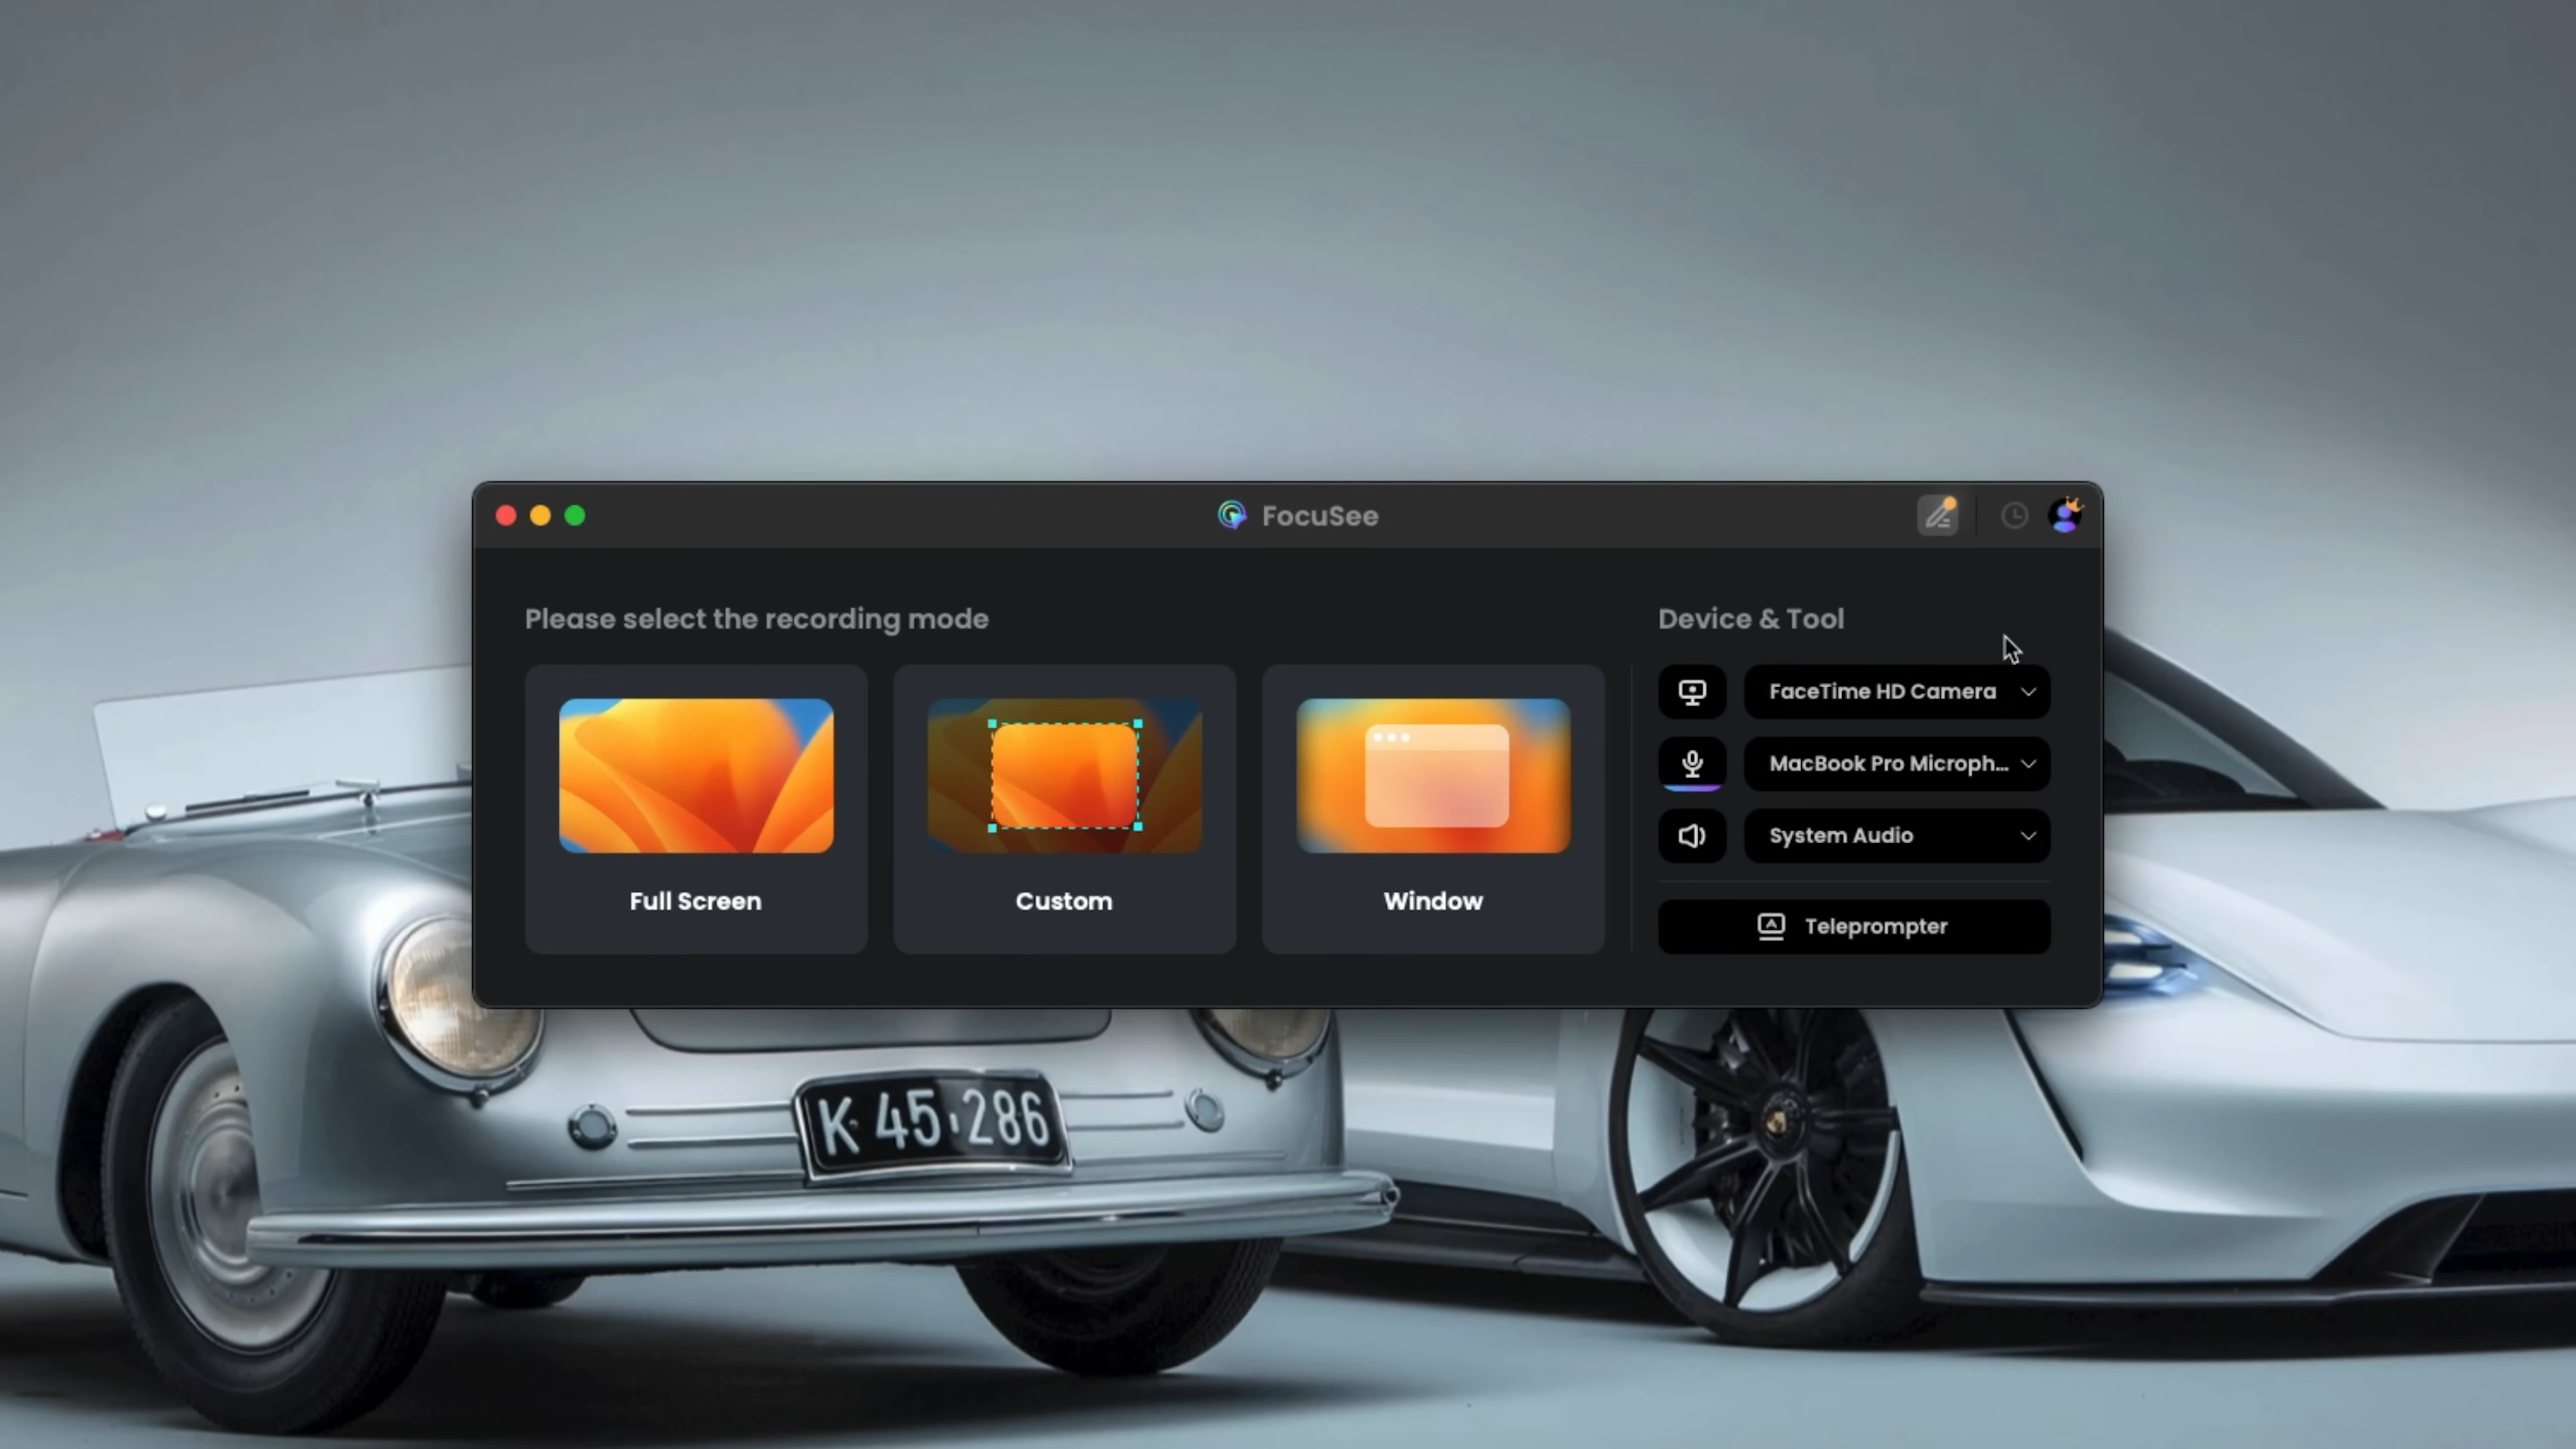 FocuSee
Please select the recording mode
Device & Tool
FaceTime HD Camera
MacBook Pro Microph...
System Audio
Full Screen
Custom
Window
Teleprompter
K 45·286